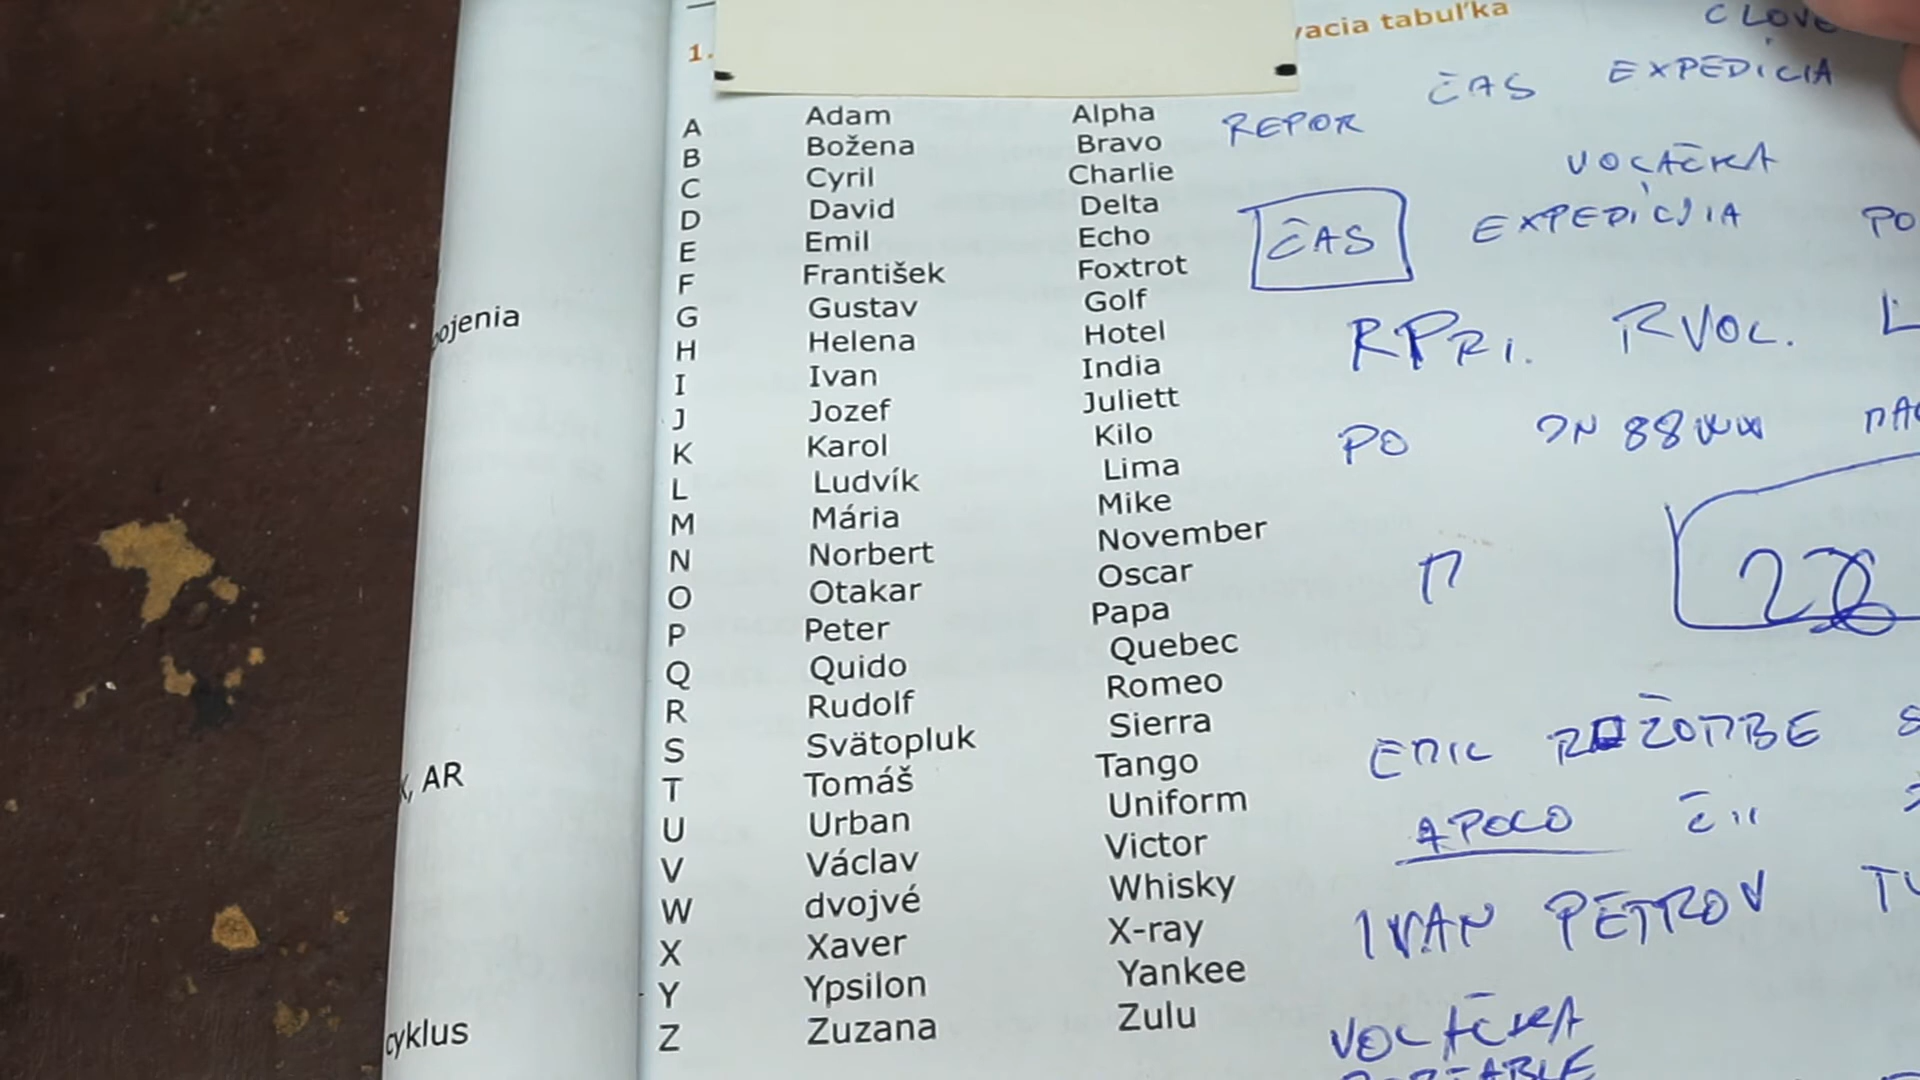 1. vacia tabuľka
A Adam Alpha
B Božena Bravo
C Cyril Charlie
D David Delta
E Emil Echo
F František Foxtrot
G Gustav Golf
H Helena Hotel
I Ivan India
J Jozef Juliett
K Karol Kilo
L Ludvík Lima
M Mária Mike
N Norbert November
O Otakar Oscar
P Peter Papa
Q Quido Quebec
R Rudolf Romeo
S Svätopluk Sierra
T Tomáš Tango
U Urban Uniform
V Václav Victor
W dvojvé Whisky
X Xaver X-ray
Y Ypsilon Yankee
Z Zuzana Zulu
pojenia
, AR
cyklus
ČAS EXPEDÍCIA
REPOR
VOLAČKA
ČAS
PO
RPRI. RVOL. L
PO
EMIL
APOLO
IVAN PETROV
VOLAČKA